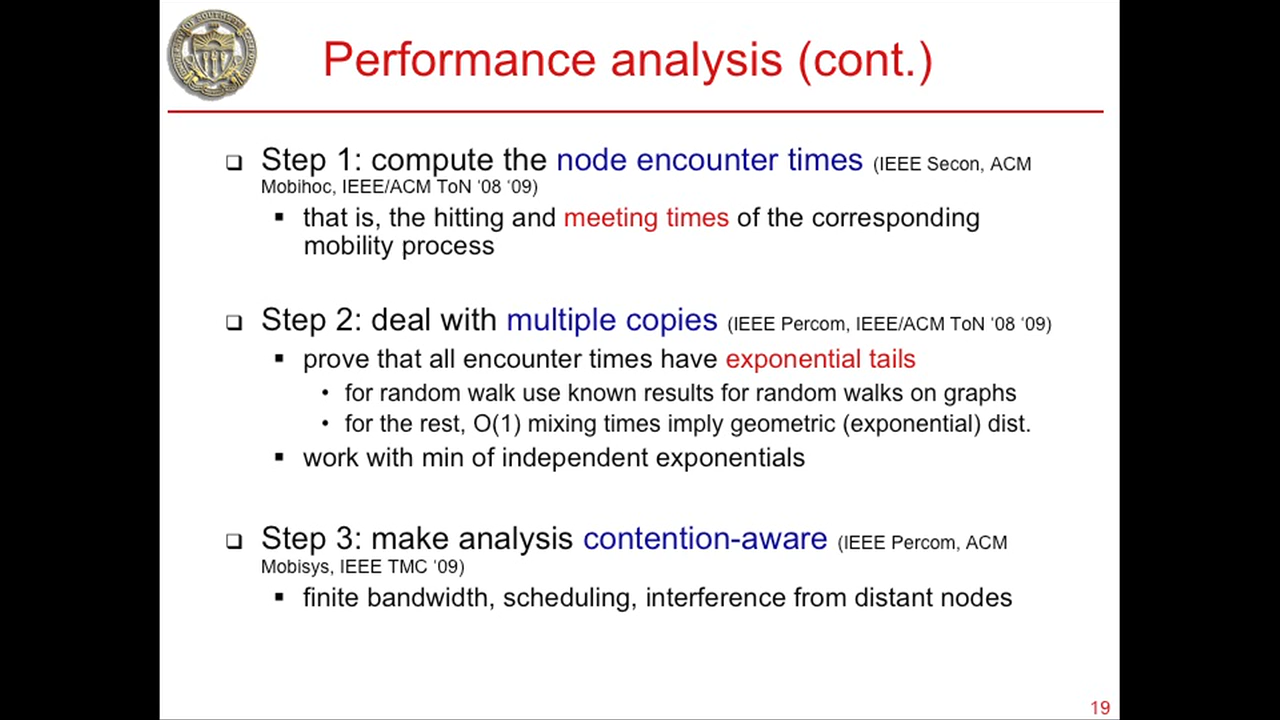 Performance analysis (cont.)
❑ Step 1: compute the node encounter times (IEEE Secon, ACM
Mobihoc, IEEE/ACM ToN '08 '09)
▪ that is, the hitting and meeting times of the corresponding
mobility process
❑ Step 2: deal with multiple copies (IEEE Percom, IEEE/ACM ToN '08 '09)
▪ prove that all encounter times have exponential tails
• for random walk use known results for random walks on graphs
• for the rest, O(1) mixing times imply geometric (exponential) dist.
▪ work with min of independent exponentials
❑ Step 3: make analysis contention-aware (IEEE Percom, ACM
Mobisys, IEEE TMC '09)
▪ finite bandwidth, scheduling, interference from distant nodes
19